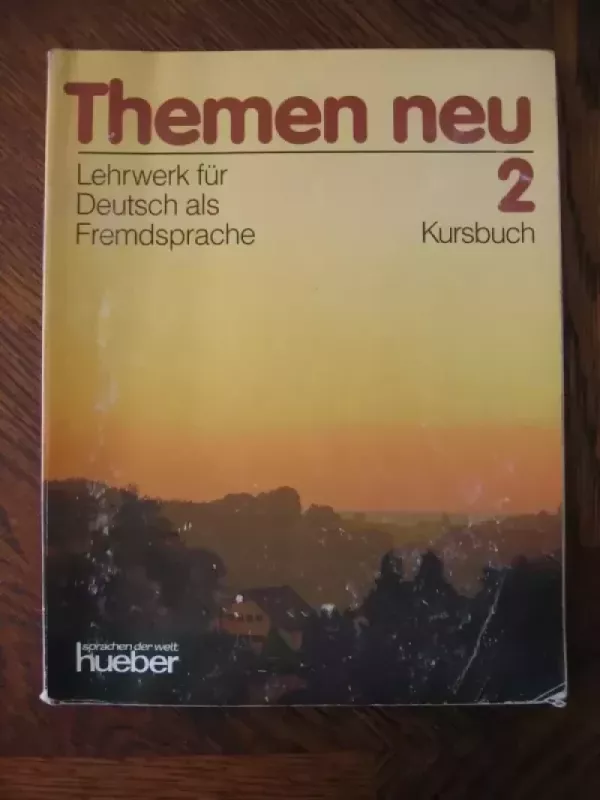 Themen neu
2
Lehrwerk für
Deutsch als
Fremdsprache
Kursbuch
sprachen der welt
hueber